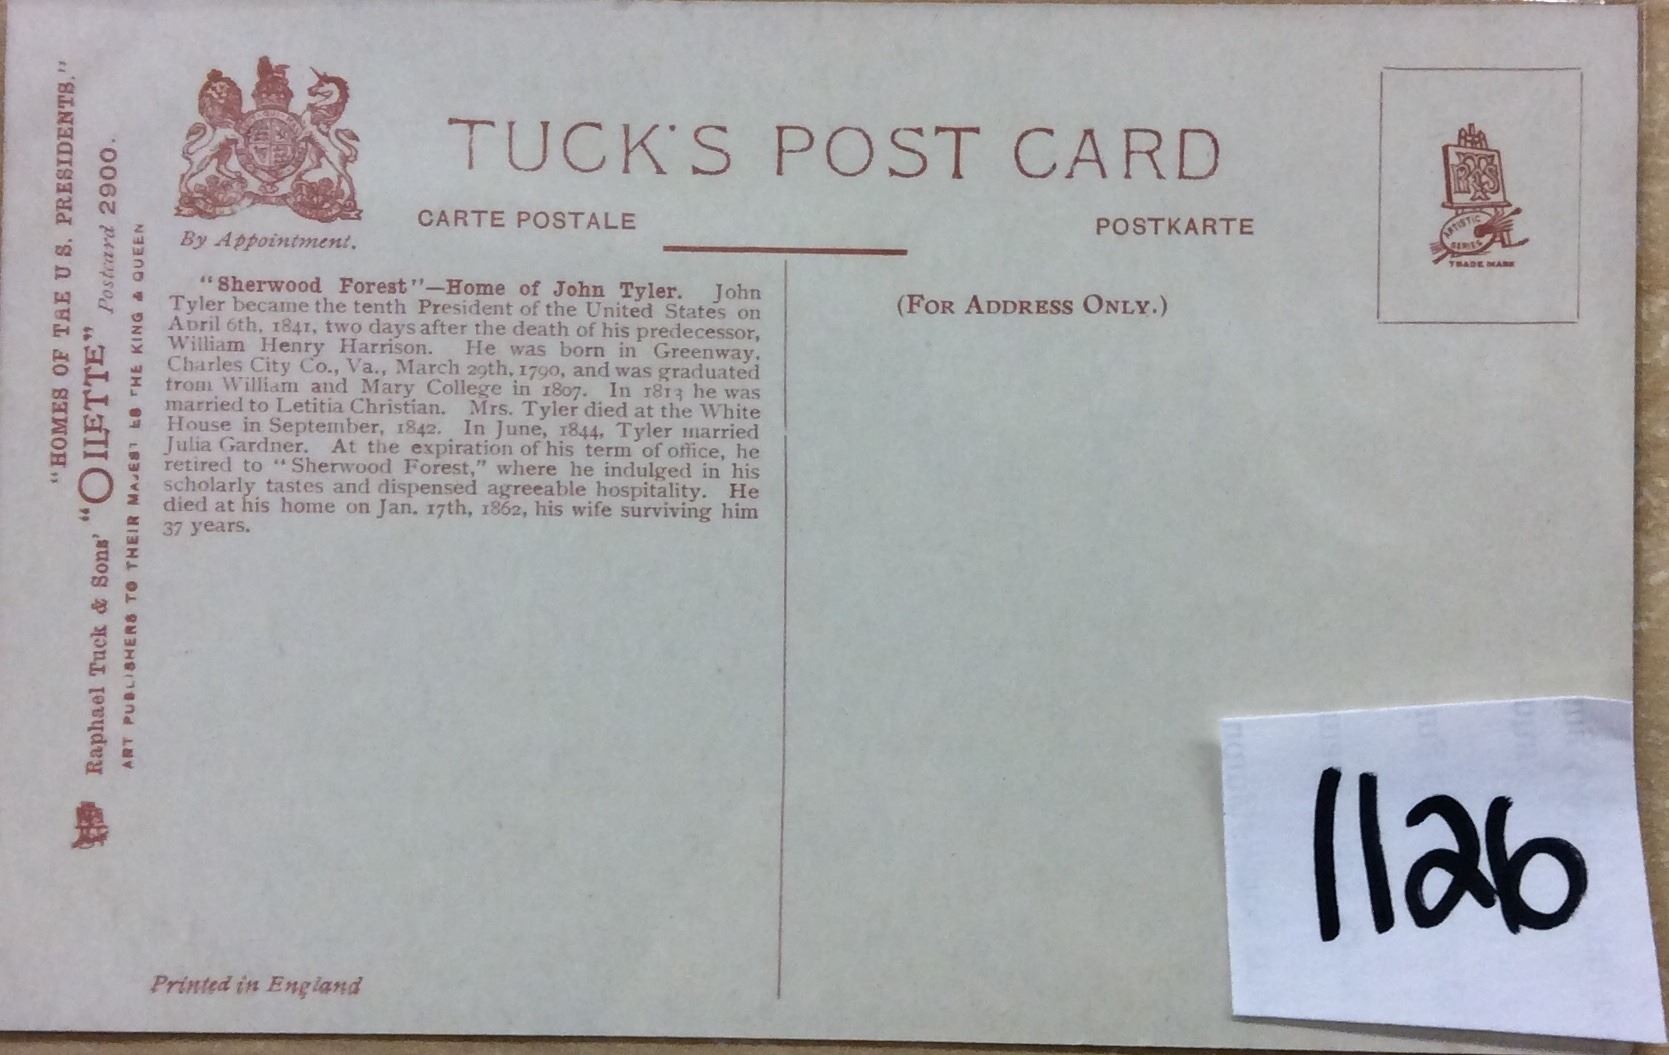 "HOMES OF THE U S. PRESIDENTS."
Raphael Tuck & Sons' "OILETTE" Postcard 2900.
ART PUBLISHERS TO THEIR MAJESTIES THE KING & QUEEN
By Appointment.
TUCK'S POST CARD
CARTE POSTALE
POSTKARTE
ARTISTIC
SERIES
TRADE MARK
"Sherwood Forest"—Home of John Tyler. John
Tyler became the tenth President of the United States on
April 6th, 1841, two days after the death of his predecessor,
William Henry Harrison. He was born in Greenway,
Charles City Co., Va., March 29th, 1790, and was graduated
from William and Mary College in 1807. In 1813 he was
married to Letitia Christian. Mrs. Tyler died at the White
House in September, 1842. In June, 1844, Tyler married
Julia Gardner. At the expiration of his term of office, he
retired to "Sherwood Forest," where he indulged in his
scholarly tastes and dispensed agreeable hospitality. He
died at his home on Jan. 17th, 1862, his wife surviving him
37 years.
(FOR ADDRESS ONLY.)
Printed in England
1126